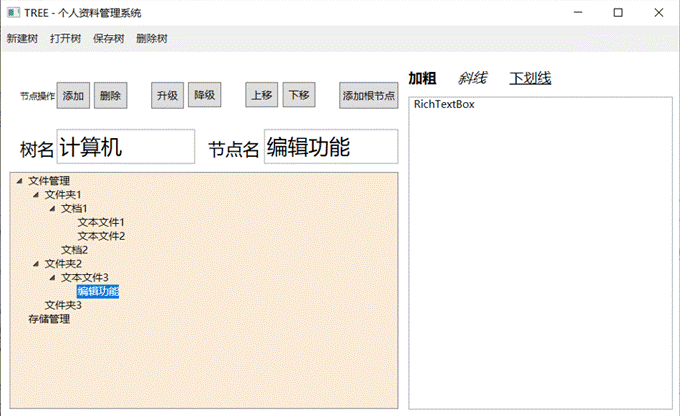 TREE - 个人资料管理系统
新建树 打开树 保存树 删除树
节点操作 添加 删除 升级 降级 上移 下移 添加根节点
加粗 斜线 下划线
树名 计算机 节点名 编辑功能
RichTextBox
文件管理
文件夹1
文档1
文本文件1
文本文件2
文档2
文件夹2
文本文件3
编辑功能
文件夹3
存储管理